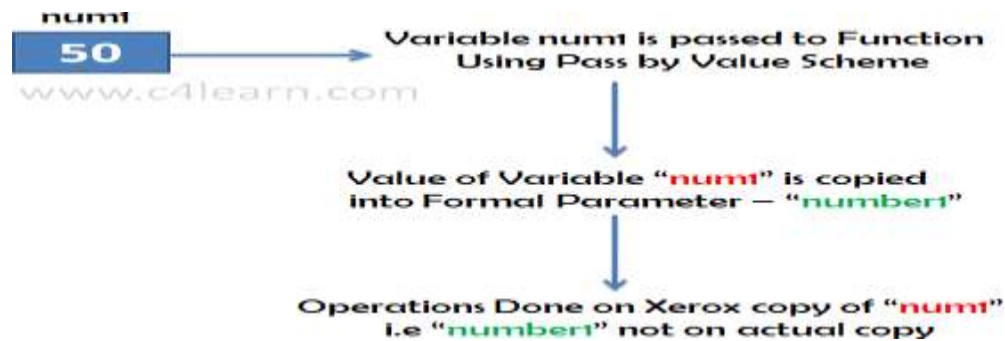 num1
50
www.c4learn.com
Variable num1 is passed to Function
Using Pass by Value Scheme
Value of Variable “num1” is copied
into Formal Parameter – “number1”
Operations Done on Xerox copy of “num1”
i.e “number1” not on actual copy